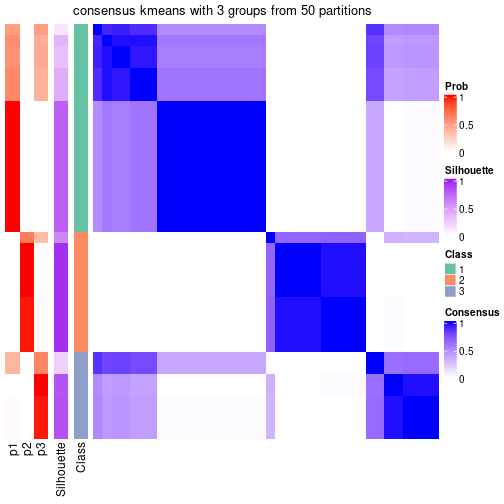 consensus kmeans with 3 groups from 50 partitions
Prob
1
0.5
0
Silhouette
1
0.5
0
Class
1
2
3
Consensus
1
0.5
0
p1
p2
p3
Silhouette
Class